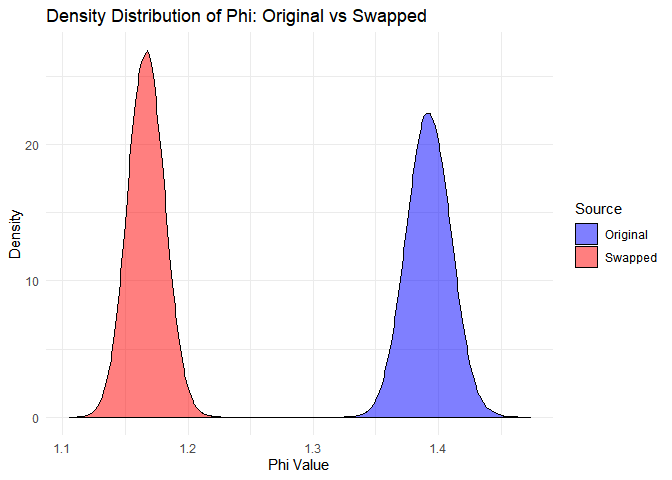 Density Distribution of Phi: Original vs Swapped
Density
20
10
0
1.1
1.2
1.3
1.4
Phi Value
Source
Original
Swapped